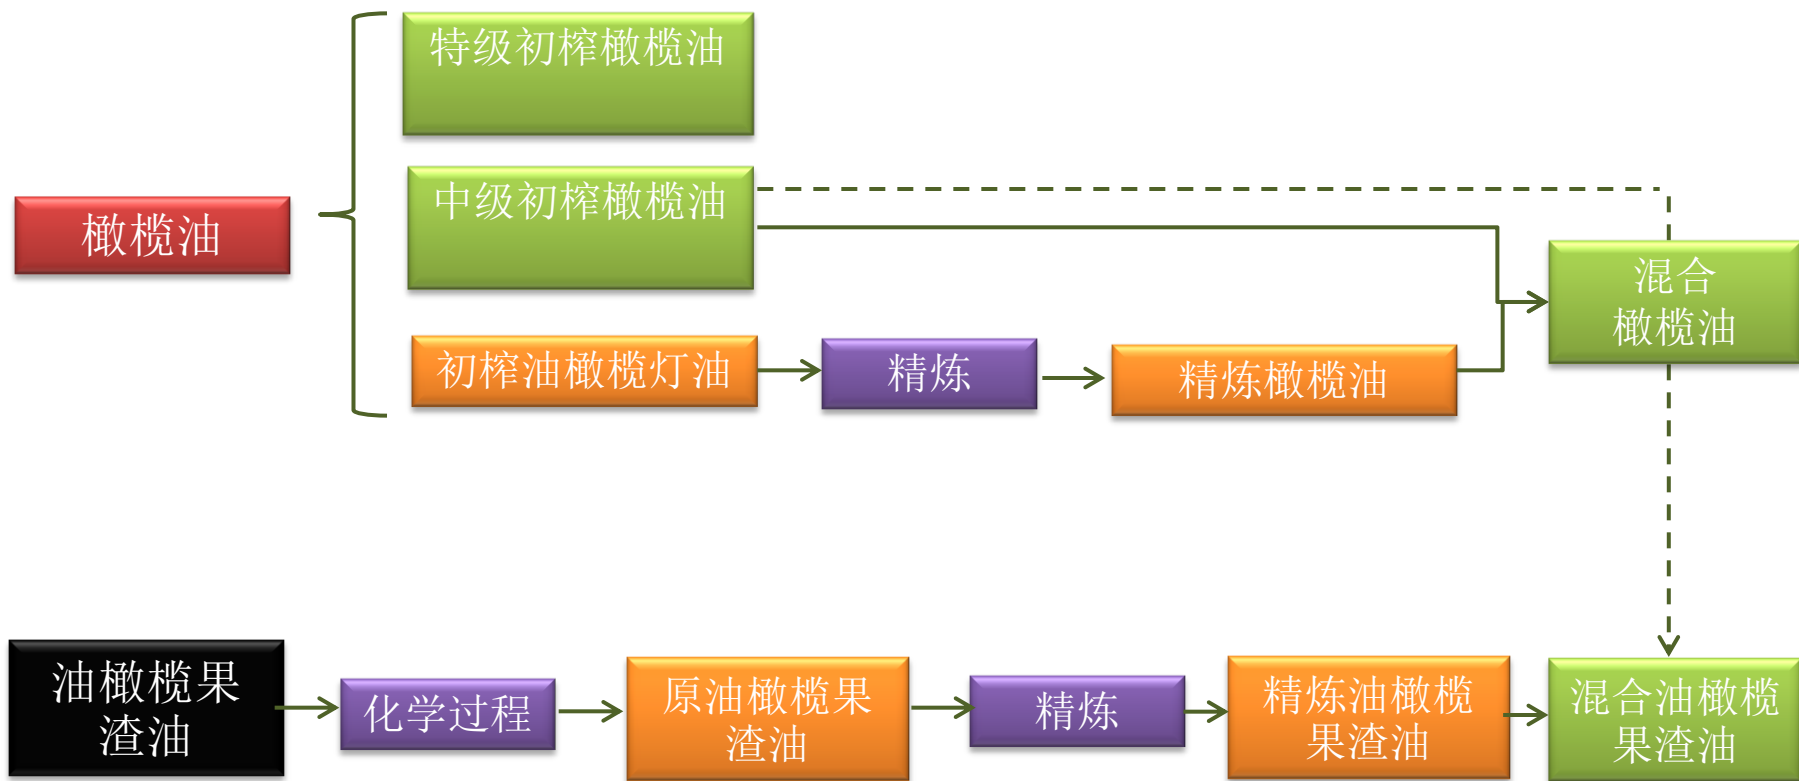 特级初榨橄榄油
中级初榨橄榄油
橄榄油
混合
橄榄油
初榨油橄榄灯油
精炼
精炼橄榄油
油橄榄果
渣油
化学过程
原油橄榄果
渣油
精炼
精炼油橄榄
果渣油
混合油橄榄
果渣油